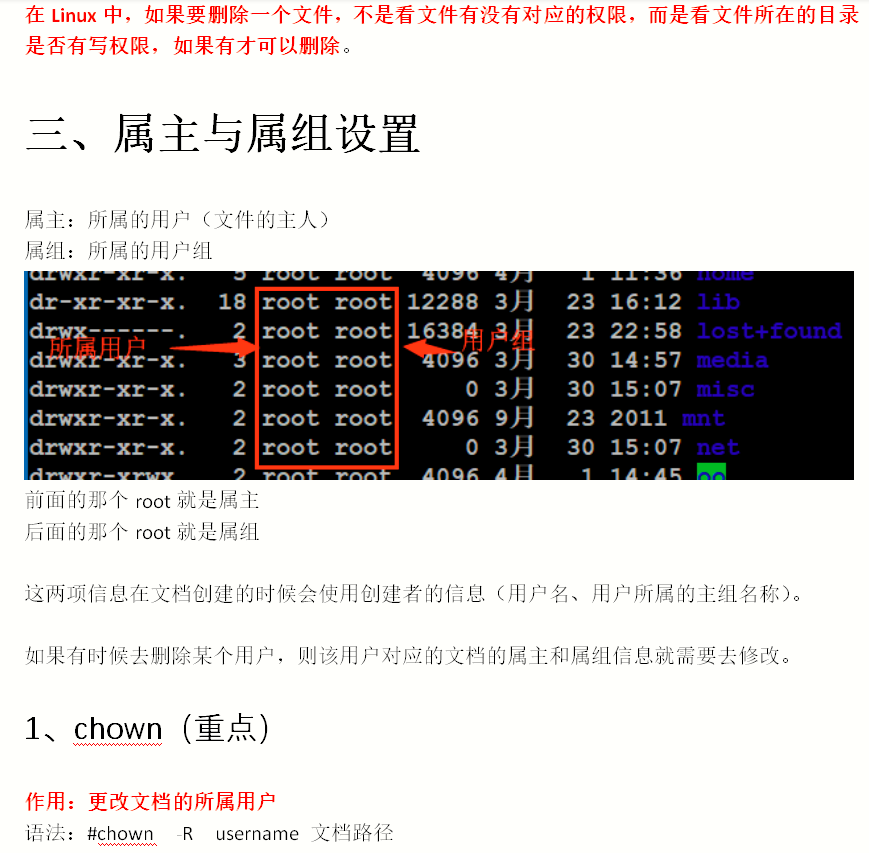 在 Linux 中，如果要删除一个文件，不是看文件有没有对应的权限，而是看文件所在的目录
是否有写权限，如果有才可以删除。
三、属主与属组设置
属主：所属的用户（文件的主人）
属组：所属的用户组
drwxr-xr-x. 5 root root 4096 4月 1 11:36 home
dr-xr-xr-x. 18 root root 12288 3月 23 16:12 lib
drwx------. 2 root root 16384 3月 23 22:58 lost+found
所属用户 用户组
drwxr-xr-x. 3 root root 4096 3月 30 14:57 media
drwxr-xr-x. 2 root root 0 3月 30 15:07 misc
drwxr-xr-x. 2 root root 4096 9月 23 2011 mnt
drwxr-xr-x. 2 root root 0 3月 30 15:07 net
drwxr-xrwx. 2 root root 4096 4月 1 14:45
前面的那个 root 就是属主
后面的那个 root 就是属组
这两项信息在文档创建的时候会使用创建者的信息（用户名、用户所属的主组名称）。
如果有时候去删除某个用户，则该用户对应的文档的属主和属组信息就需要去修改。
1、chown（重点）
作用：更改文档的所属用户
语法：#chown -R username 文档路径